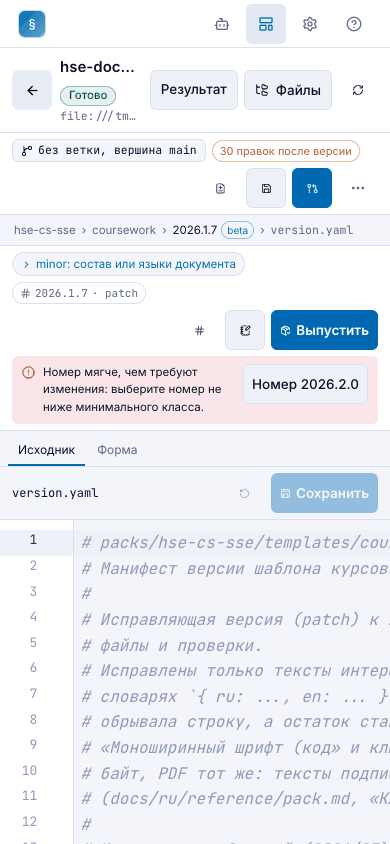 §
hse-doc…
Готово
file:///tm…
Результат
Файлы
без ветки, вершина main
30 правок после версии
hse-cs-sse › coursework › 2026.1.7 beta › version.yaml
› minor: состав или языки документа
# 2026.1.7 · patch
#
Выпустить
Номер мягче, чем требуют
изменения: выберите номер не
ниже минимального класса.
Номер 2026.2.0
Исходник
Форма
version.yaml
Сохранить
1 # packs/hse-cs-sse/templates/cou
2 # Манифест версии шаблона курсов
3 #
4 # Исправляющая версия (patch) к
5 # файлы и проверки.
6 # Исправлены только тексты интер
7 # словарях `{ ru: ..., en: ... }
8 # обрывала строку, а остаток ста
9 # «Моноширинный шрифт (код» и кл
10 # байт, PDF тот же: тексты подпи
11 # (docs/ru/reference/pack.md, «К
12 #